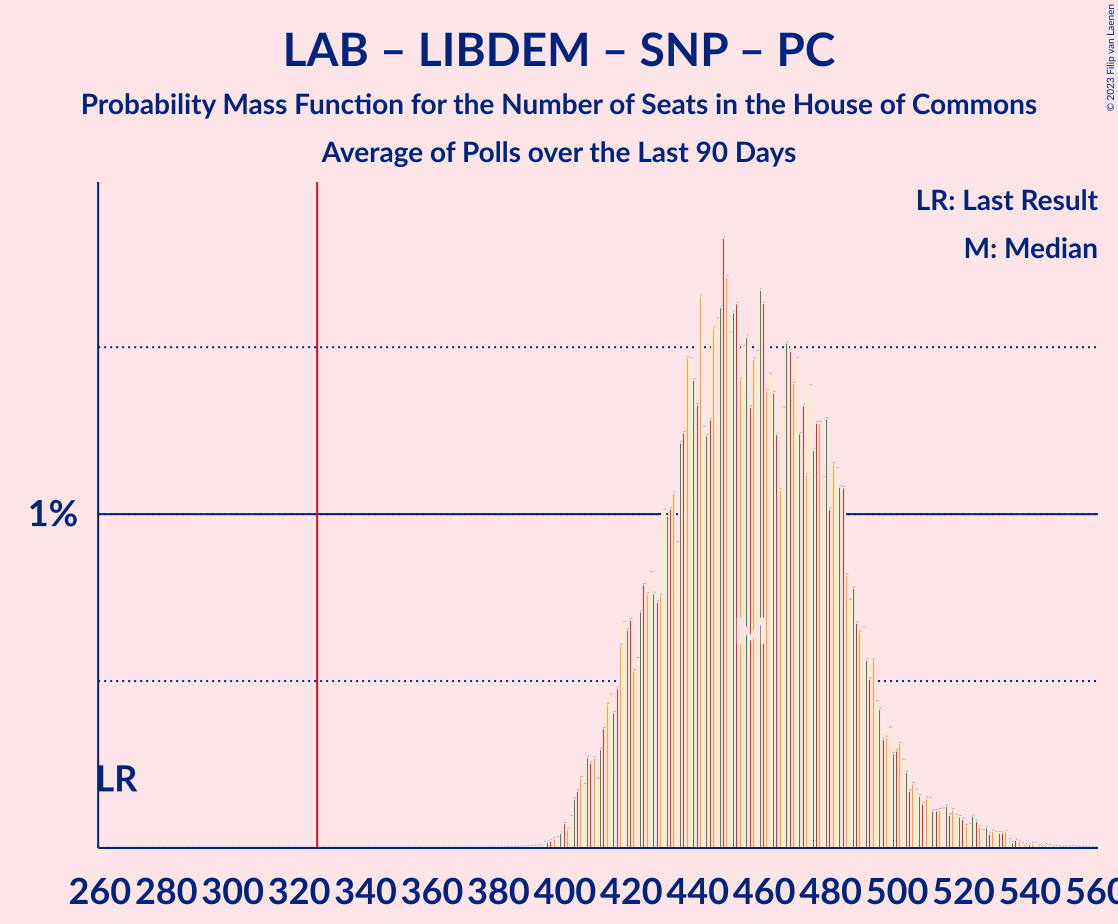 LAB – LIBDEM – SNP – PC
Probability Mass Function for the Number of Seats in the House of Commons
Average of Polls over the Last 90 Days
© 2023 Filip van Laenen
LR: Last Result
M: Median
1%
LR
M
260 280 300 320 340 360 380 400 420 440 460 480 500 520 540 560